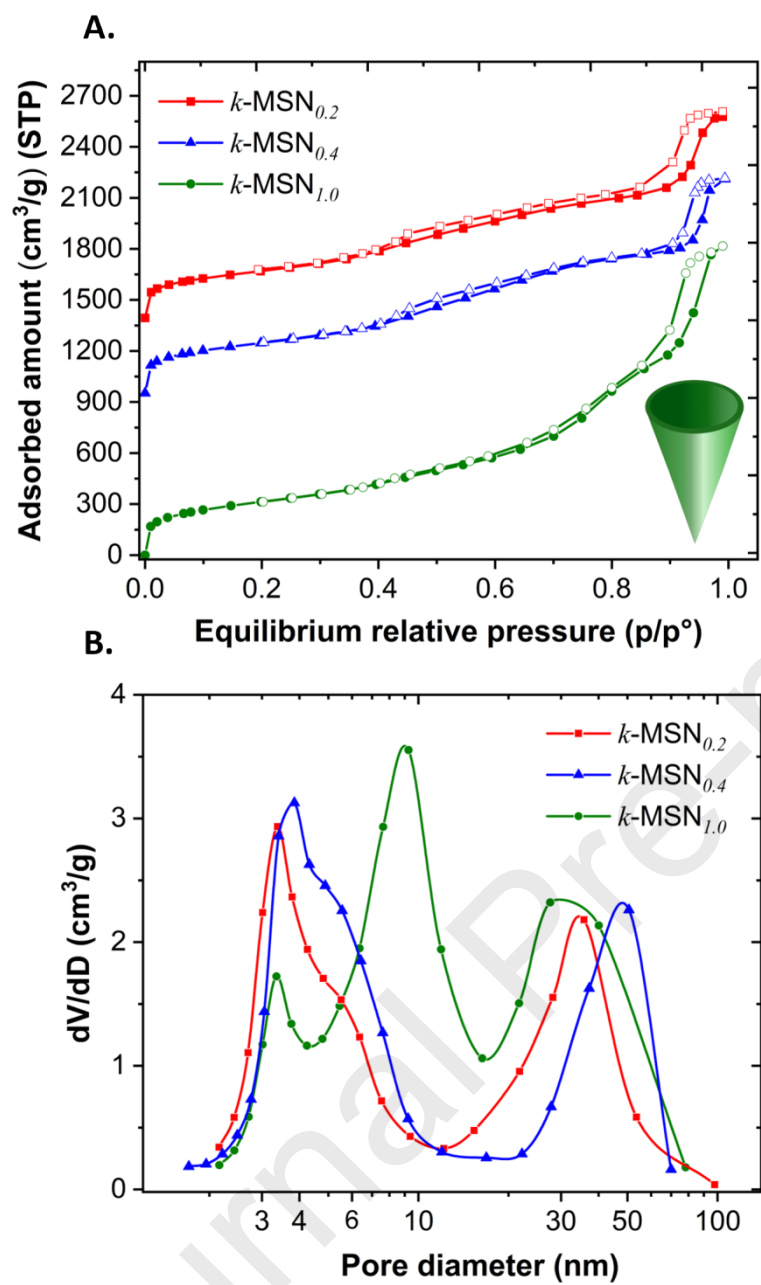 A.
Adsorbed amount (cm³/g) (STP)
2700
2400
2100
1800
1500
1200
900
600
300
0
k-MSN0.2
k-MSN0.4
k-MSN1.0
0.0 0.2 0.4 0.6 0.8 1.0
Equilibrium relative pressure (p/p°)
B.
dV/dD (cm³/g)
4
3
2
1
0
k-MSN0.2
k-MSN0.4
k-MSN1.0
3 4 6 10 30 50 100
Pore diameter (nm)
rnal Pre-p